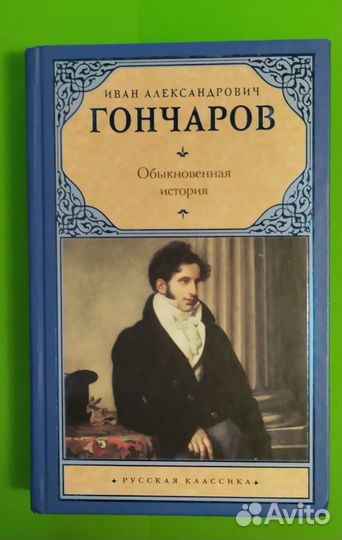 ИВАН АЛЕКСАНДРОВИЧ
ГОНЧАРОВ
Обыкновенная
история
РУССКАЯ КЛАССИКА
Avito